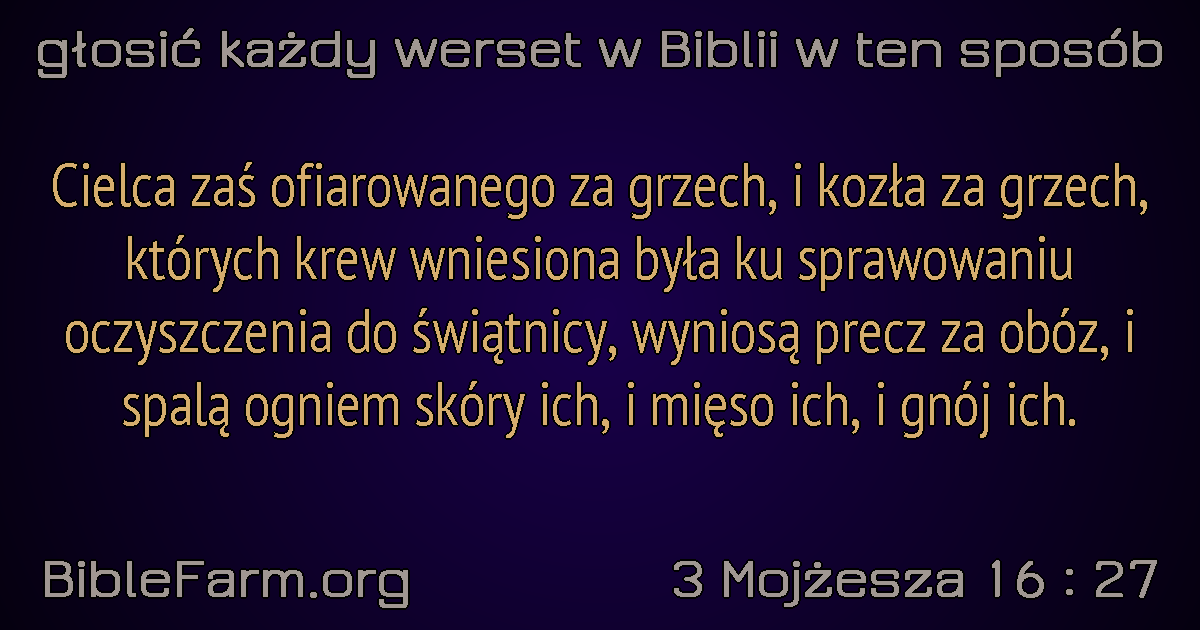 głosić każdy werset w Biblii w ten sposób
Cielca zaś ofiarowanego za grzech, i kozła za grzech,
których krew wniesiona była ku sprawowaniu
oczyszczenia do świątnicy, wyniosą precz za obóz, i
spalą ogniem skóry ich, i mięso ich, i gnój ich.
BibleFarm.org
3 Mojżesza 16 : 27